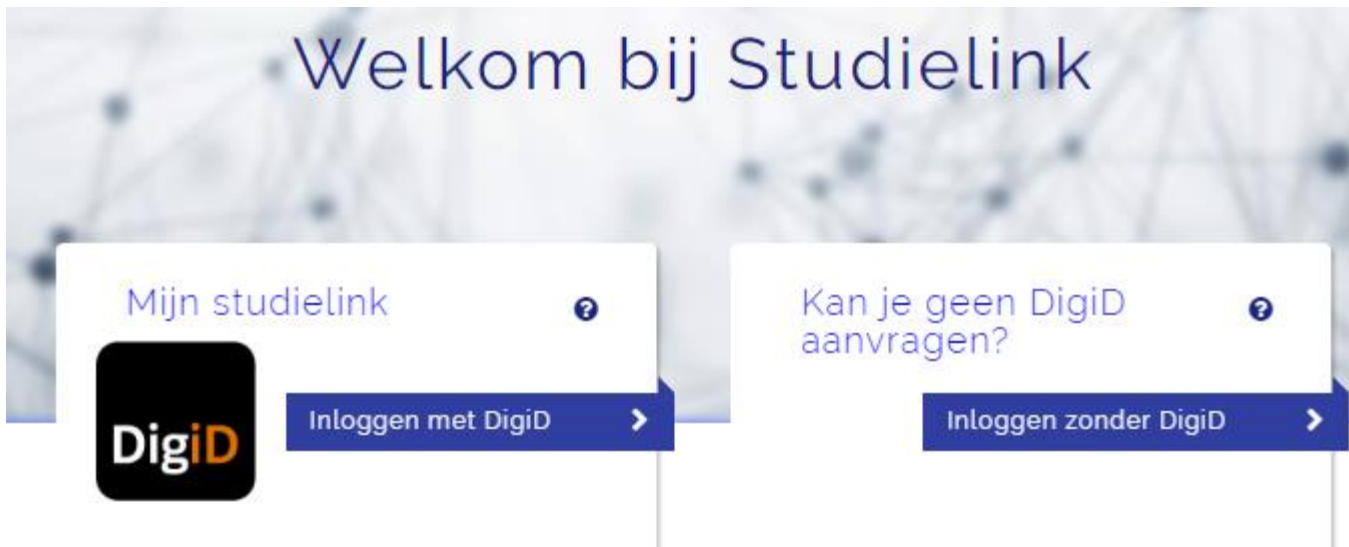 Welkom bij Studielink
Mijn studielink
DigiD
Inloggen met DigiD
Kan je geen DigiD
aanvragen?
Inloggen zonder DigiD